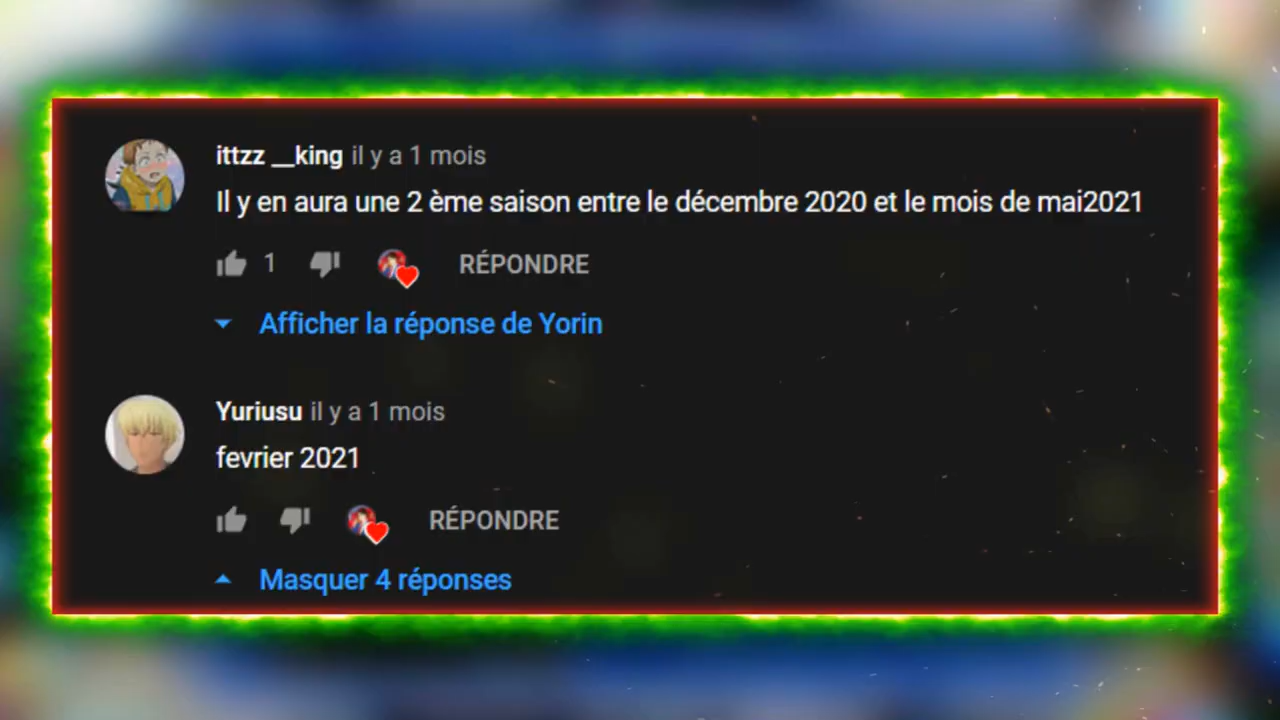 ittzz __king il y a 1 mois
Il y en aura une 2 ème saison entre le décembre 2020 et le mois de mai2021
1 RÉPONDRE
Afficher la réponse de Yorin
Yuriusu il y a 1 mois
fevrier 2021
RÉPONDRE
Masquer 4 réponses